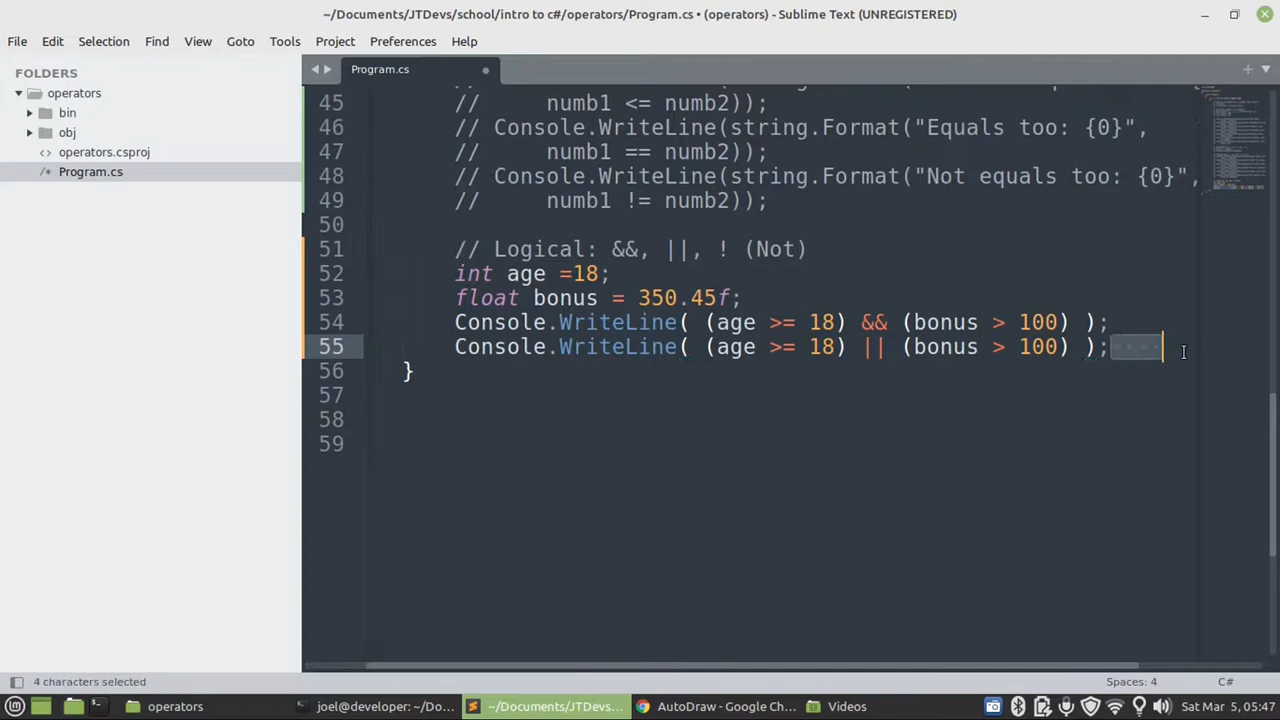 ~/Documents/JTDevs/school/intro to c#/operators/Program.cs • (operators) - Sublime Text (UNREGISTERED)
File Edit Selection Find View Goto Tools Project Preferences Help
FOLDERS
operators
bin
obj
operators.csproj
Program.cs
Program.cs
45 // numb1 <= numb2));
46 // Console.WriteLine(string.Format("Equals too: {0}",
47 // numb1 == numb2));
48 // Console.WriteLine(string.Format("Not equals too: {0}",
49 // numb1 != numb2));
50
51 // Logical: &&, ||, ! (Not)
52 int age =18;
53 float bonus = 350.45f;
54 Console.WriteLine( (age >= 18) && (bonus > 100) );
55 Console.WriteLine( (age >= 18) || (bonus > 100) );
56 }
57
58
59
4 characters selected
Spaces: 4
C#
operators
joel@developer: ~/Do...
~/Documents/JTDevs...
AutoDraw - Google Ch...
Videos
Sat Mar 5, 05:47